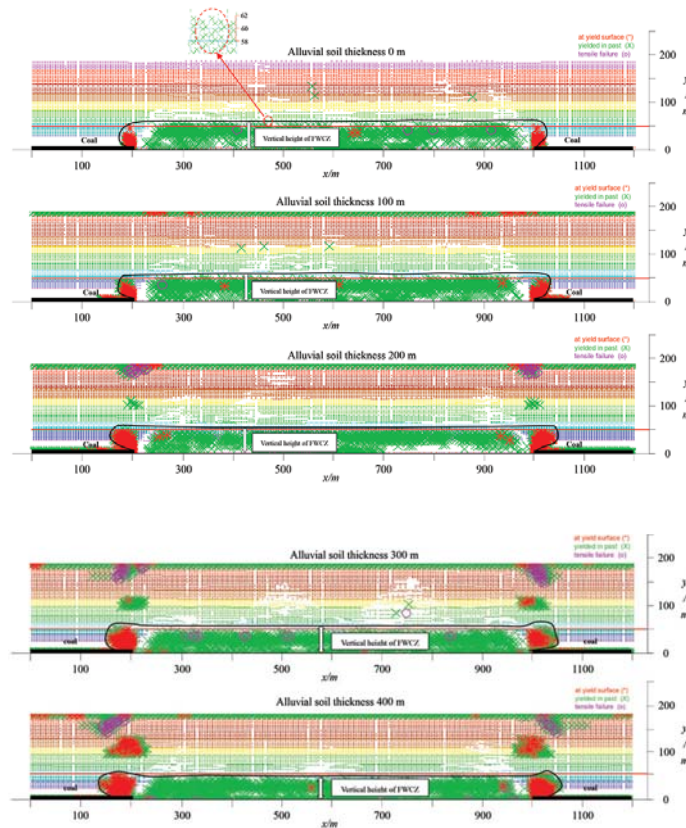 62
60
58
Alluvial soil thickness 0 m
at yield surface (*)
yielded in past (X)
tensile failure (o)
200
y
/
100
Coal
Vertical height of FWCZ
Coal
0
100 300 500 700 900 1100
x/m
Alluvial soil thickness 100 m
at yield surface (*)
yielded in past (X)
tensile failure (o)
200
y
/
100
Coal
Vertical height of FWCZ
Coal
0
100 300 500 700 900 1100
x/m
Alluvial soil thickness 200 m
at yield surface (*)
yielded in past (X)
tensile failure (o)
200
y
/
100
Coal
Vertical height of FWCZ
Coal
0
100 300 500 700 900 1100
x/m
Alluvial soil thickness 300 m
at yield surface (*)
yielded in past (X)
tensile failure (o)
200
y
/
m
100
coal
Vertical height of FWCZ
coal
0
100 300 500 700 900 1100
x/m
Alluvial soil thickness 400 m
at yield surface (*)
yielded in past (X)
tensile failure (o)
200
y
/
m
100
coal
Vertical height of FWCZ
coal
0
100 300 500 700 900 1100
x/m